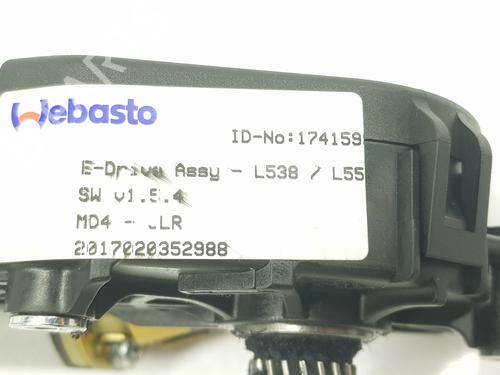 Webasto
ID-No:174159
E-Drive Assy - L538 / L55
SW v1.5.4
MD4 - JLR
2017020352988